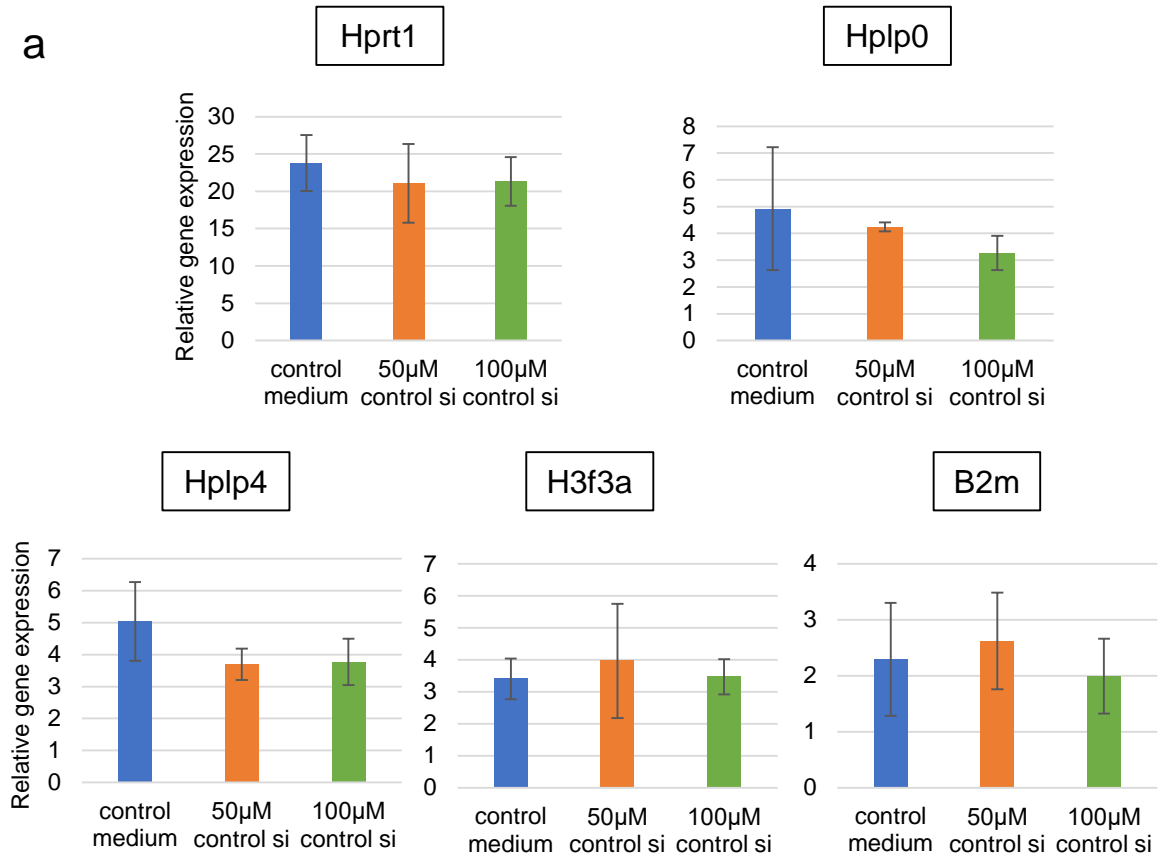 a
Hprt1
Hplp0
Relative gene expression
30
25
20
15
10
5
0
control medium
50µM control si
100µM control si
8
7
6
5
4
3
2
1
0
control medium
50µM control si
100µM control si
Hplp4
H3f3a
B2m
Relative gene expression
7
6
5
4
3
2
1
0
control medium
50µM control si
100µM control si
7
6
5
4
3
2
1
0
control medium
50µM control si
100µM control si
4
3
2
1
0
control medium
50µM control si
100µM control si